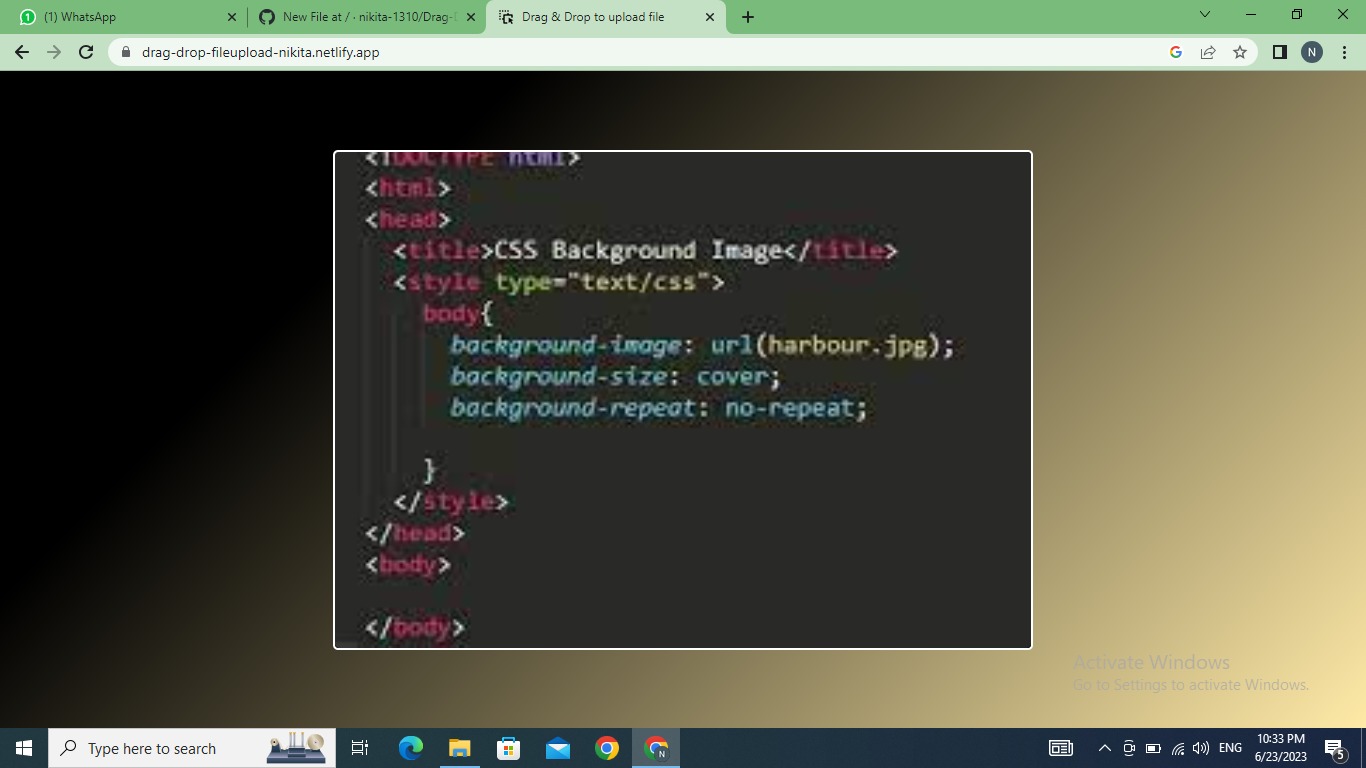 (1) WhatsApp
New File at / · nikita-1310/Drag-
Drag & Drop to upload file
drag-drop-fileupload-nikita.netlify.app
N
<!DOCTYPE html>
<html>
<head>
<title>CSS Background Image</title>
<style type="text/css">
body{
background-image: url(harbour.jpg);
background-size: cover;
background-repeat: no-repeat;
}
</style>
</head>
<body>
</body>
Activate Windows
Go to Settings to activate Windows.
Type here to search
N
ENG
10:33 PM
6/23/2023
5